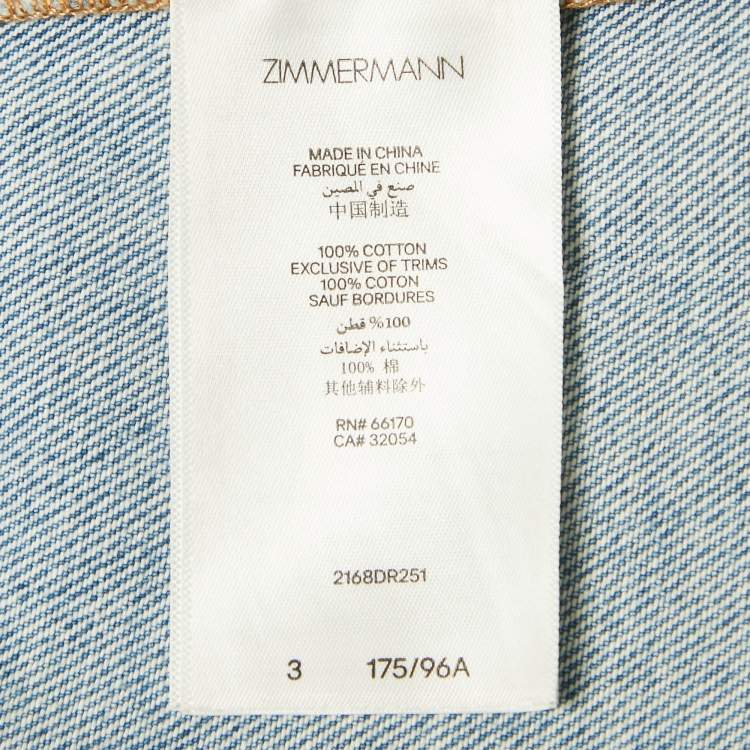 ZIMMERMANN
MADE IN CHINA
FABRIQUÉ EN CHINE
صنع في المصين
中国制造
100% COTTON
EXCLUSIVE OF TRIMS
100% COTON
SAUF BORDURES
100% قطن
باستثناء الإضافات
100% 棉
其他辅料除外
RN# 66170
CA# 32054
2168DR251
3 175/96A